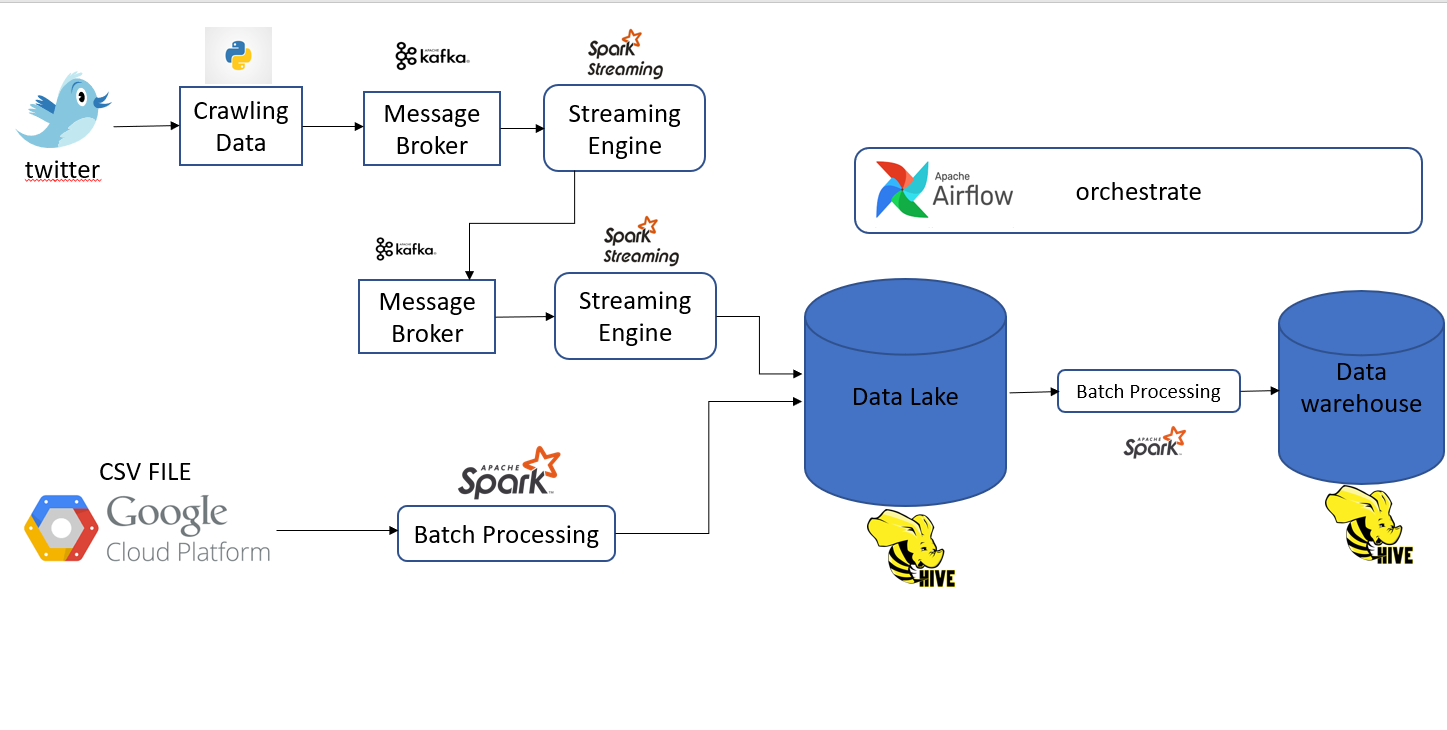 APACHE
kafka
Spark
Streaming
Crawling
Data
Message
Broker
Streaming
Engine
twitter
Apache
Airflow
orchestrate
kafka
Spark
Streaming
Message
Broker
Streaming
Engine
Data Lake
Batch Processing
Data
warehouse
APACHE
Spark
CSV FILE
Google
Cloud Platform
APACHE
Spark
TM
Batch Processing
HIVE
HIVE